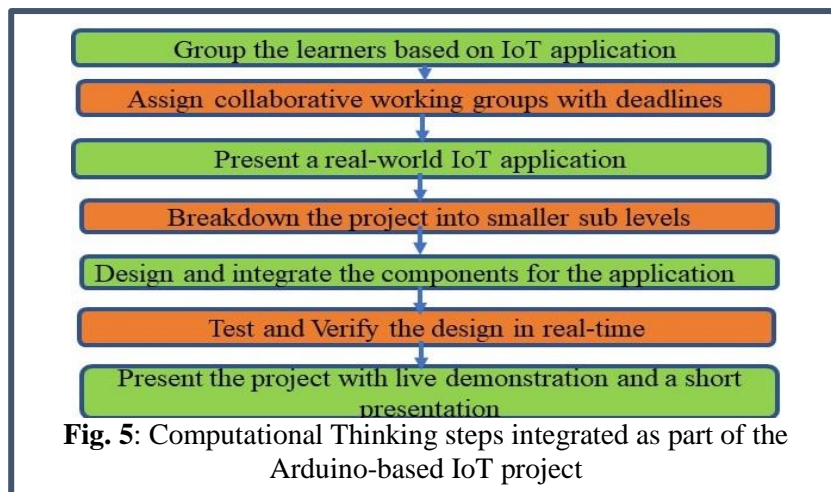 Group the learners based on IoT application
Assign collaborative working groups with deadlines
Present a real-world IoT application
Breakdown the project into smaller sub levels
Design and integrate the components for the application
Test and Verify the design in real-time
Present the project with live demonstration and a short
presentation
Fig. 5: Computational Thinking steps integrated as part of the
Arduino-based IoT project